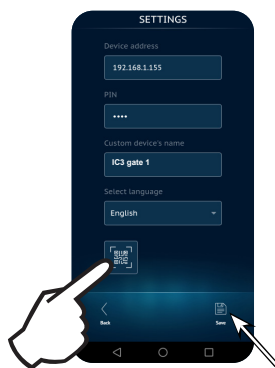 SETTINGS
Device address
192.168.1.155
PIN
••••
Custom device's name
IC3 gate 1
Select language
English
Back Save